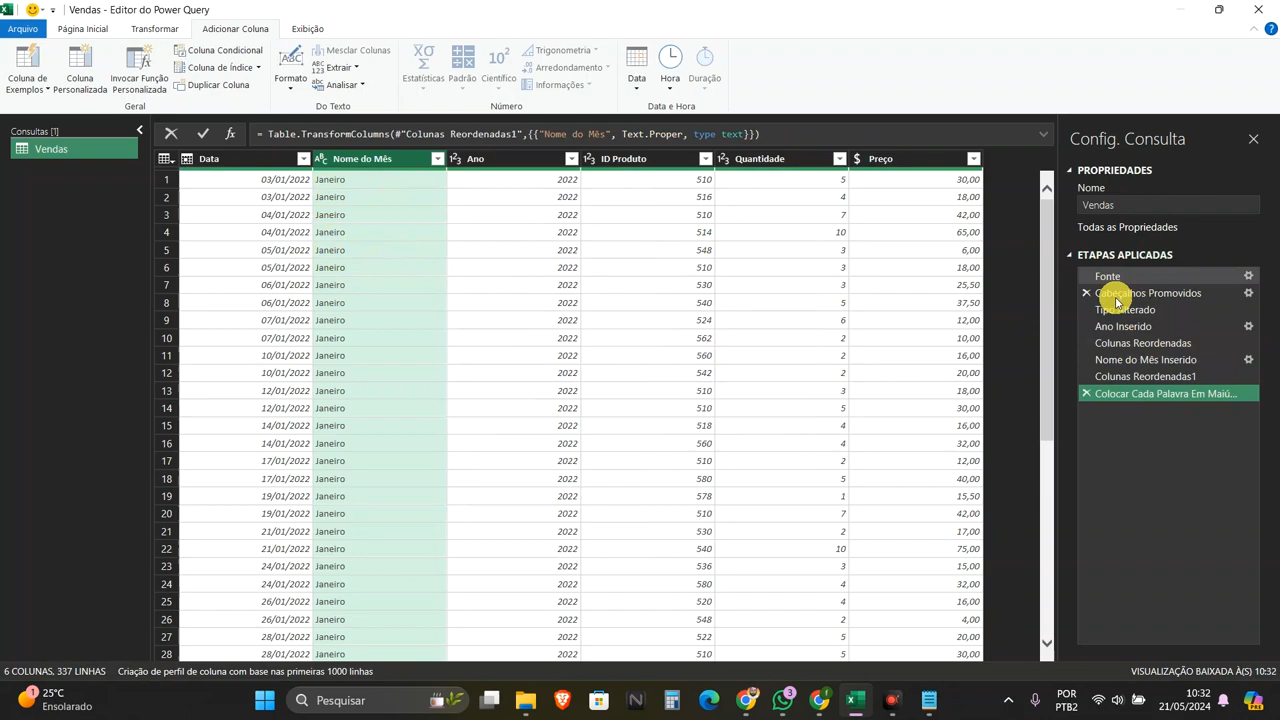 Vendas - Editor do Power Query
Arquivo Página Inicial Transformar Adicionar Coluna Exibição
Coluna de Exemplos
Coluna Personalizada
Invocar Função Personalizada
Coluna Condicional
Coluna de Índice
Duplicar Coluna
Geral
Formato
Mesclar Colunas
Extrair
Analisar
Do Texto
Estatísticas
Padrão
Científico
Trigonometria
Arredondamento
Informações
Número
Data
Hora
Duração
Data e Hora
Consultas [1]
Vendas
= Table.TransformColumns(#"Colunas Reordenadas1",{{"Nome do Mês", Text.Proper, type text}})
Data Nome do Mês Ano ID Produto Quantidade Preço
1 03/01/2022 Janeiro 2022 510 5 30,00
2 03/01/2022 Janeiro 2022 516 4 18,00
3 04/01/2022 Janeiro 2022 510 7 42,00
4 04/01/2022 Janeiro 2022 514 10 65,00
5 05/01/2022 Janeiro 2022 548 3 6,00
6 05/01/2022 Janeiro 2022 510 3 18,00
7 06/01/2022 Janeiro 2022 530 3 25,50
8 06/01/2022 Janeiro 2022 540 5 37,50
9 07/01/2022 Janeiro 2022 524 6 12,00
10 07/01/2022 Janeiro 2022 562 2 10,00
11 10/01/2022 Janeiro 2022 560 2 16,00
12 10/01/2022 Janeiro 2022 542 2 20,00
13 12/01/2022 Janeiro 2022 510 3 18,00
14 12/01/2022 Janeiro 2022 510 5 30,00
15 14/01/2022 Janeiro 2022 518 4 16,00
16 14/01/2022 Janeiro 2022 560 4 32,00
17 17/01/2022 Janeiro 2022 510 2 12,00
18 17/01/2022 Janeiro 2022 580 5 40,00
19 19/01/2022 Janeiro 2022 578 1 15,50
20 19/01/2022 Janeiro 2022 510 7 42,00
21 21/01/2022 Janeiro 2022 530 2 17,00
22 21/01/2022 Janeiro 2022 540 10 75,00
23 24/01/2022 Janeiro 2022 536 3 15,00
24 24/01/2022 Janeiro 2022 580 4 32,00
25 26/01/2022 Janeiro 2022 520 4 16,00
26 26/01/2022 Janeiro 2022 548 2 4,00
27 28/01/2022 Janeiro 2022 522 5 20,00
28 28/01/2022 Janeiro 2022 510 5 30,00
Config. Consulta
PROPRIEDADES
Nome
Vendas
Todas as Propriedades
ETAPAS APLICADAS
Fonte
Cabeçalhos Promovidos
Tipo Alterado
Ano Inserido
Colunas Reordenadas
Nome do Mês Inserido
Colunas Reordenadas1
Colocar Cada Palavra Em Maiú...
6 COLUNAS, 337 LINHAS Criação de perfil de coluna com base nas primeiras 1000 linhas VISUALIZAÇÃO BAIXADA À(S) 10:32
25°C
Ensolarado
Pesquisar
3
POR
PTB2
10:32
21/05/2024